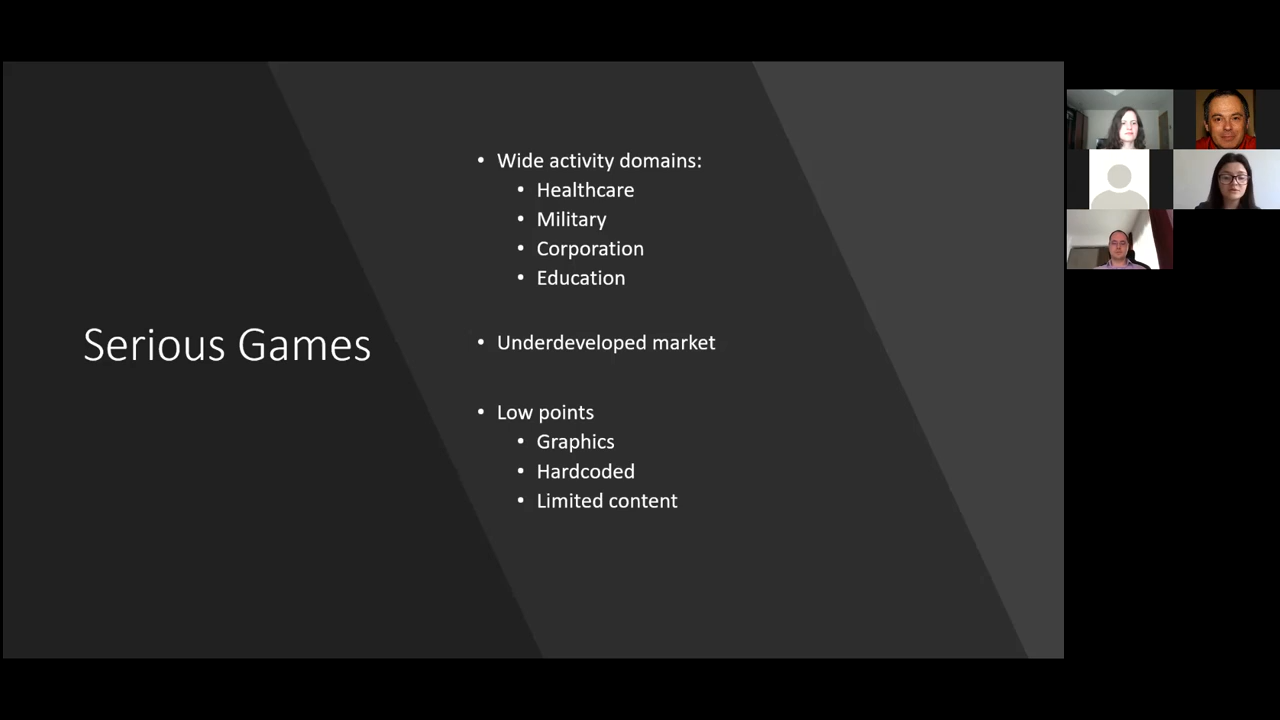 Serious Games
• Wide activity domains:
• Healthcare
• Military
• Corporation
• Education
• Underdeveloped market
• Low points
• Graphics
• Hardcoded
• Limited content